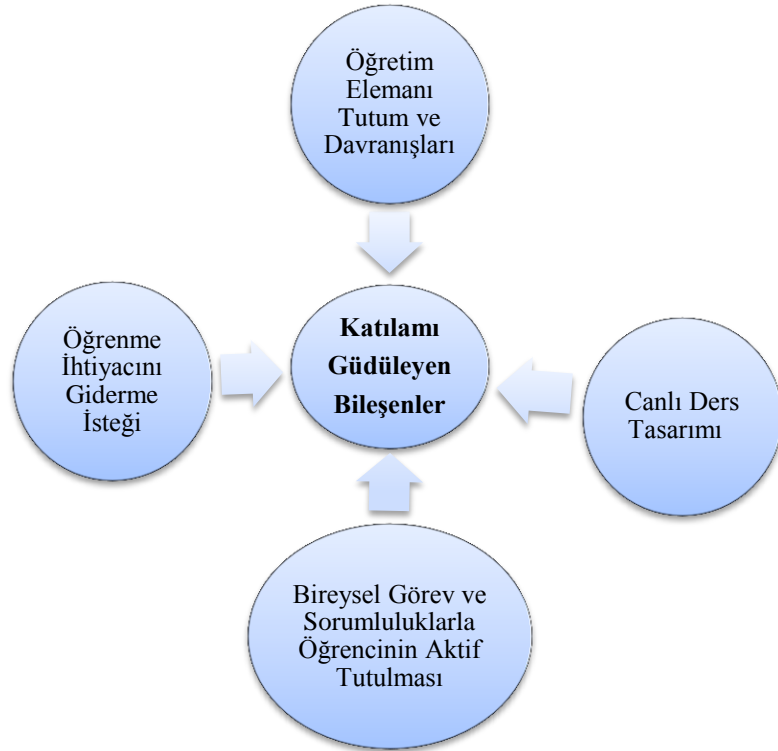 Öğretim
Elemanı
Tutum ve
Davranışları
Öğrenme
İhtiyacını
Giderme
İsteği
Katılamı
Güdüleyen
Bileşenler
Canlı Ders
Tasarımı
Bireysel Görev ve
Sorumluluklarla
Öğrencinin Aktif
Tutulması